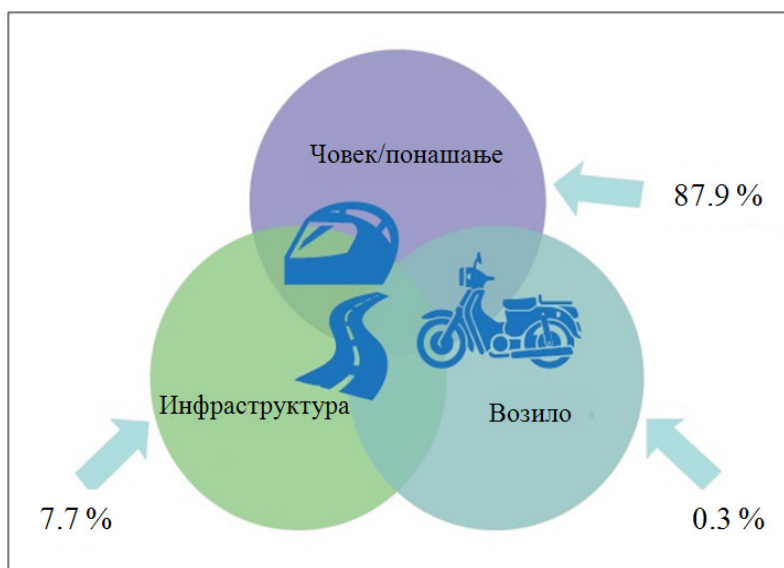 Човек/понашање
87.9 %
Инфраструктура
Возило
7.7 %
0.3 %